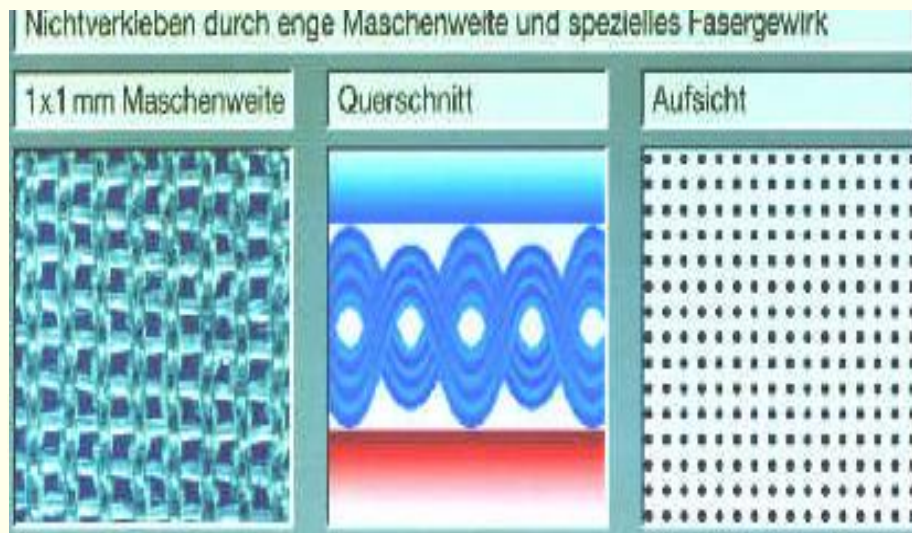 Nichtverkleben durch enge Maschenweite und spezielles Fasergewirk
1x1 mm Maschenweite
Querschnitt
Aufsicht